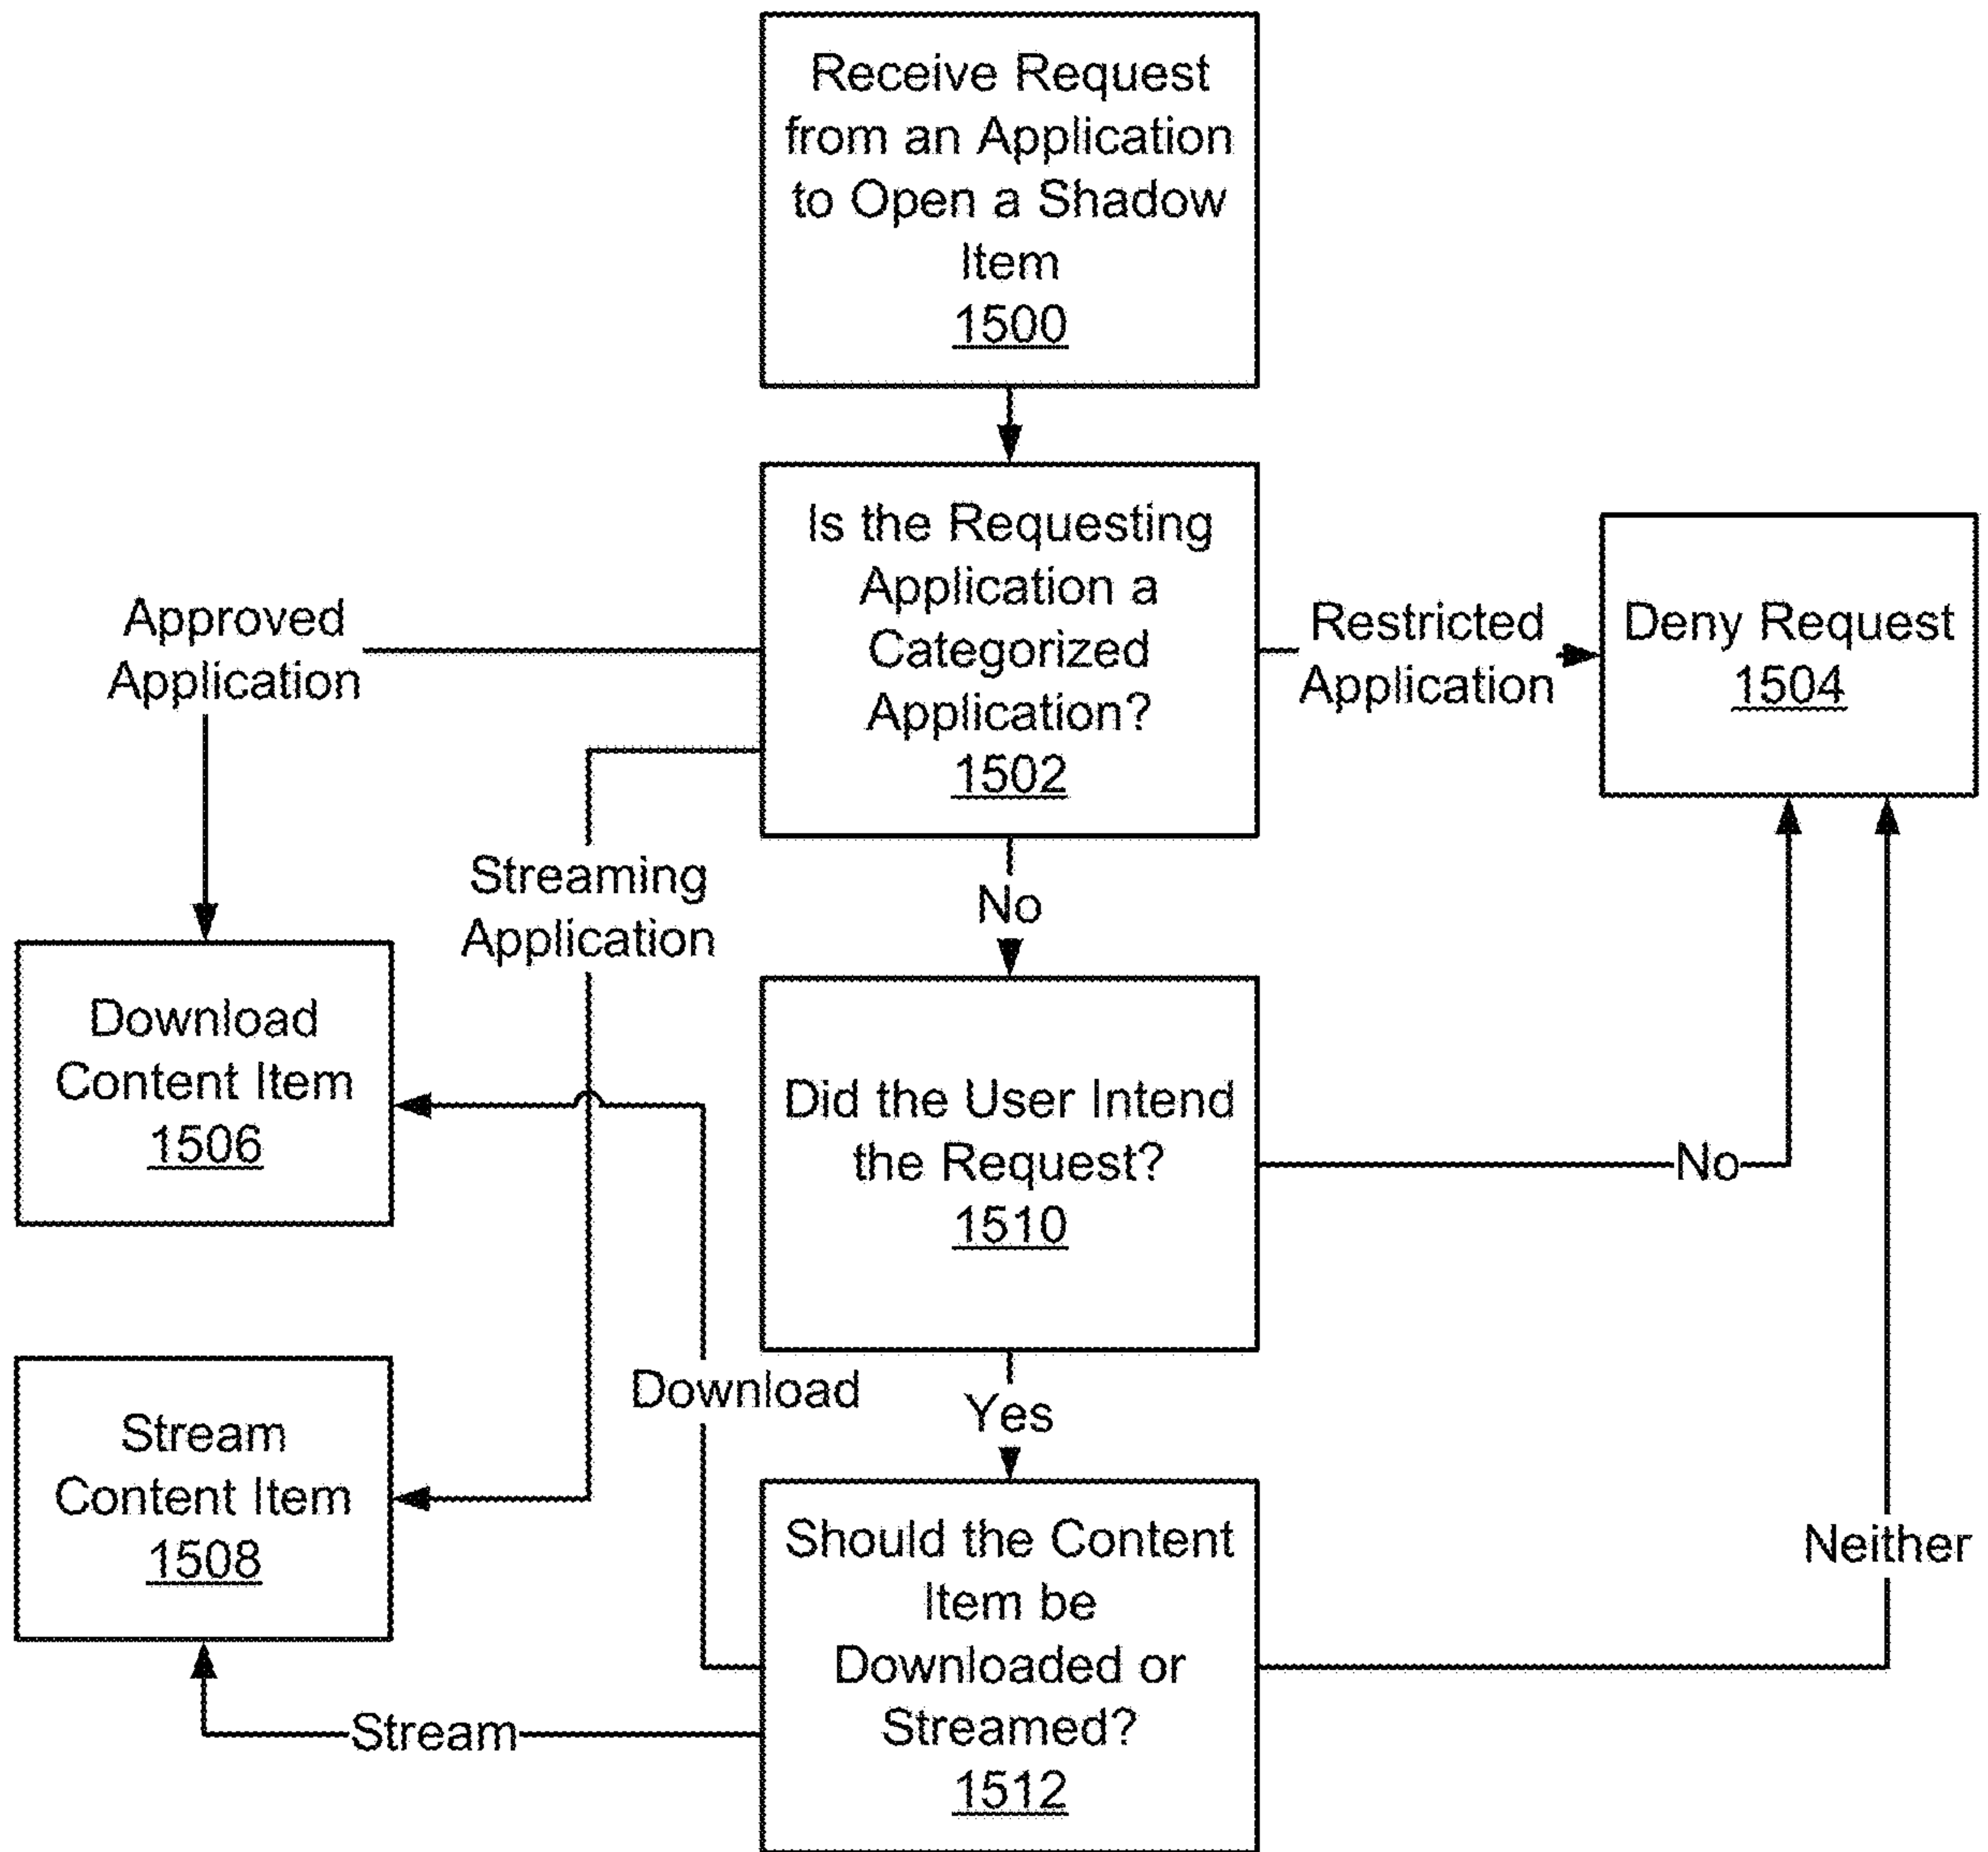 Receive Request
from an Application
to Open a Shadow
Item
1500
Is the Requesting
Application a
Categorized
Application?
1502
Approved
Application
Restricted
Application
Deny Request
1504
Streaming
Application
No
Download
Content Item
1506
Did the User Intend
the Request?
1510
No
Download
Yes
Stream
Content Item
1508
Should the Content
Item be
Downloaded or
Streamed?
1512
Neither
Stream